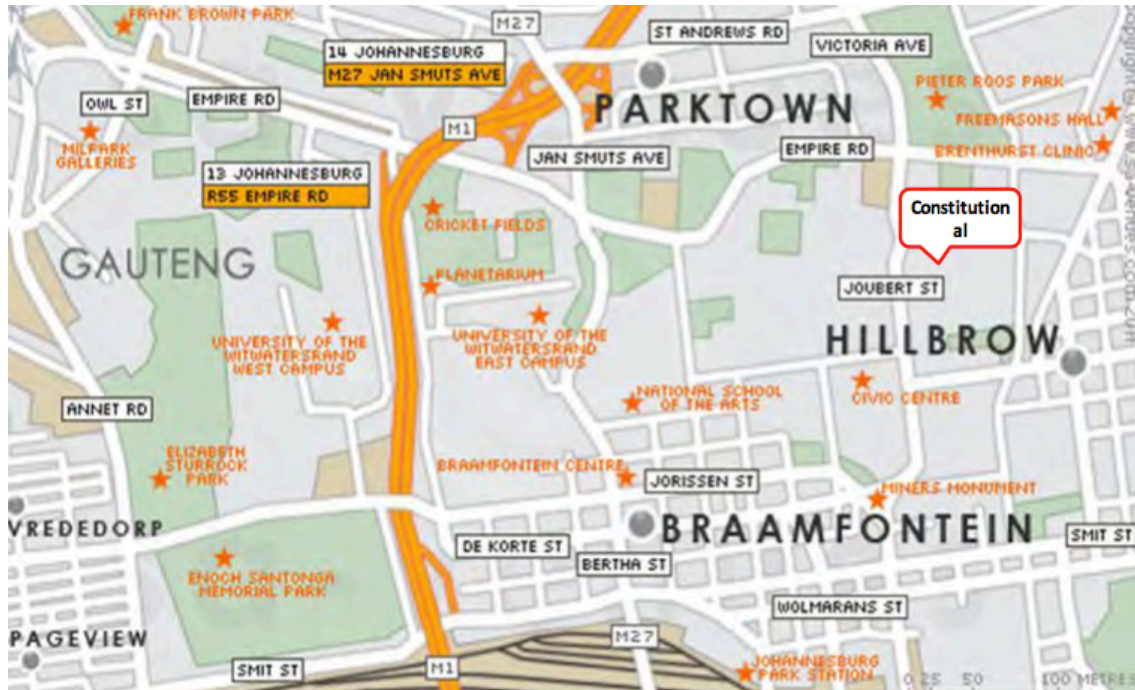 FRANK BROWN PARK
M27
ST ANDREWS RD
VICTORIA AVE
14 JOHANNESBURG
M27 JAN SMUTS AVE
PIETER ROOS PARK
OWL ST
EMPIRE RD
PARKTOWN
FREEMASONS HALL
MILPARK
GALLERIES
M1
JAN SMUTS AVE
EMPIRE RD
BRENTHURST CLINIC
13 JOHANNESBURG
R55 EMPIRE RD
CRICKET FIELDS
Constitution
al
GAUTENG
PLANETARIUM
JOUBERT ST
UNIVERSITY OF THE
WITWATERSRAND
WEST CAMPUS
UNIVERSITY OF THE
WITWATERSRAND
EAST CAMPUS
HILLBROW
NATIONAL SCHOOL
OF THE ARTS
CIVIC CENTRE
ANNET RD
ELIZABETH
STURROCK
PARK
BRAAMFONTEIN CENTRE
JORISSEN ST
MINERS MONUMENT
VREDEDORP
BRAAMFONTEIN
SMIT ST
DE KORTE ST
BERTHA ST
ENOCH SANTONGA
MEMORIAL PARK
WOLMARANS ST
PAGEVIEW
M27
SMIT ST
M1
JOHANNESBURG
PARK STATION
0 25 50 100 METRES